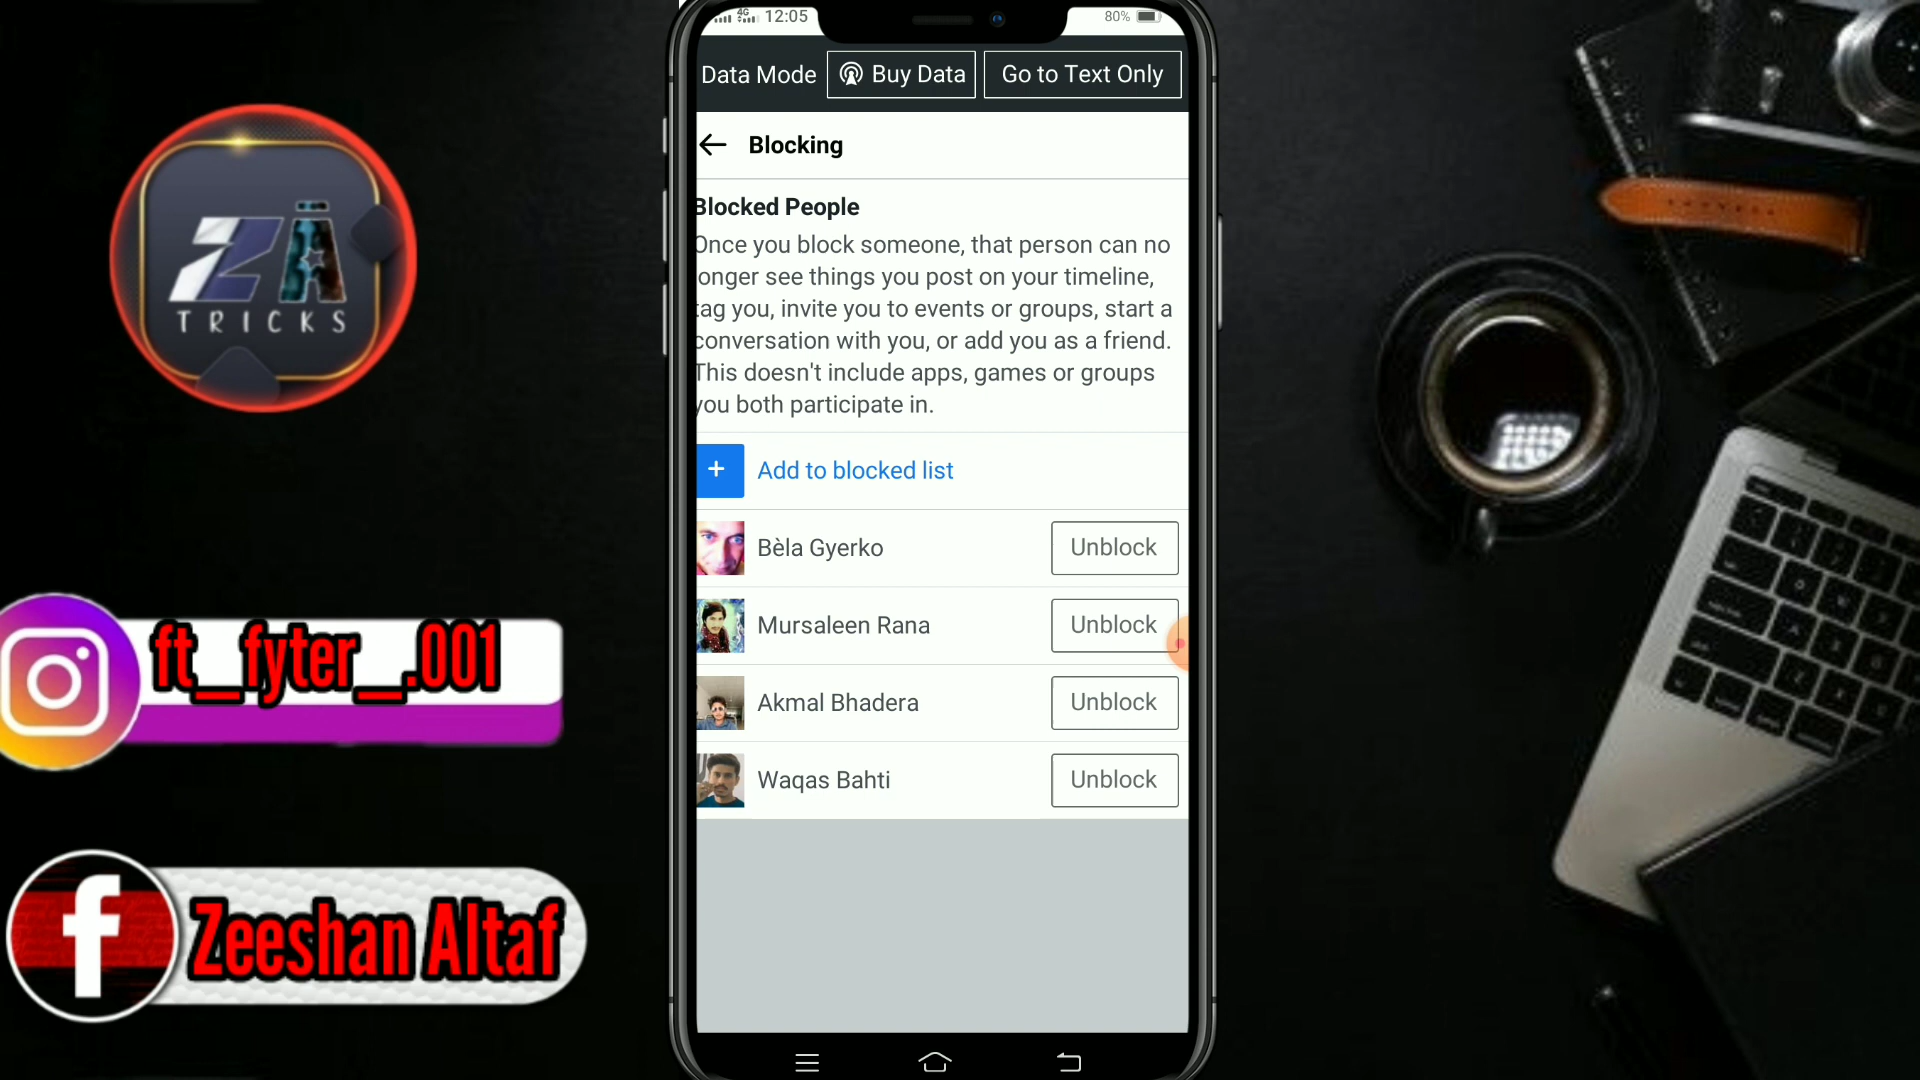 4G 12:05
80%
Data Mode
Buy Data
Go to Text Only
Blocking
Blocked People
Once you block someone, that person can no
longer see things you post on your timeline,
tag you, invite you to events or groups, start a
conversation with you, or add you as a friend.
This doesn't include apps, games or groups
you both participate in.
+ Add to blocked list
Bèla Gyerko
Unblock
Mursaleen Rana
Unblock
Akmal Bhadera
Unblock
Waqas Bahti
Unblock
ZĀ
TRICKS
ft_fyter_.001
f
Zeeshan Altaf